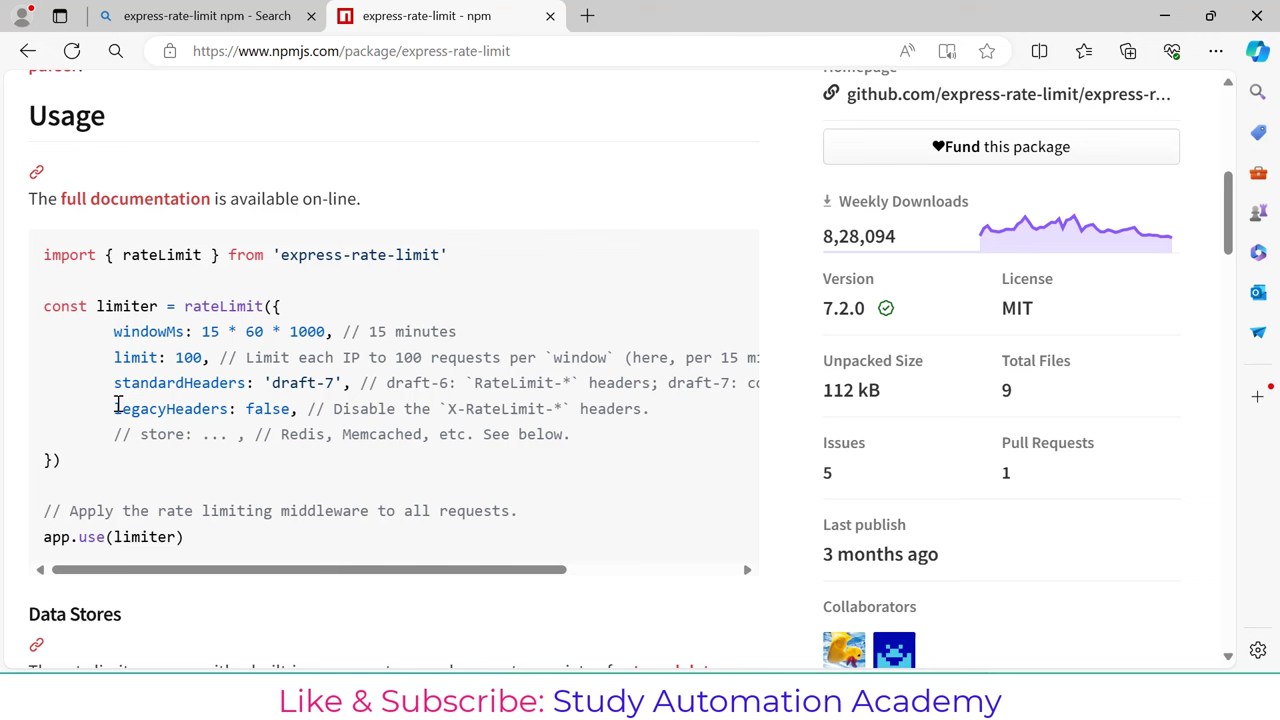 express-rate-limit npm - Search
express-rate-limit - npm
https://www.npmjs.com/package/express-rate-limit
Usage
The full documentation is available on-line.
import { rateLimit } from 'express-rate-limit'
const limiter = rateLimit({
windowMs: 15 * 60 * 1000, // 15 minutes
limit: 100, // Limit each IP to 100 requests per `window` (here, per 15 mi
standardHeaders: 'draft-7', // draft-6: `RateLimit-*` headers; draft-7: co
legacyHeaders: false, // Disable the `X-RateLimit-*` headers.
// store: ... , // Redis, Memcached, etc. See below.
})
// Apply the rate limiting middleware to all requests.
app.use(limiter)
Data Stores
Homepage
github.com/express-rate-limit/express-r...
Fund this package
Weekly Downloads
8,28,094
Version
License
7.2.0
MIT
Unpacked Size
Total Files
112 kB
9
Issues
Pull Requests
5
1
Last publish
3 months ago
Collaborators
Like & Subscribe: Study Automation Academy